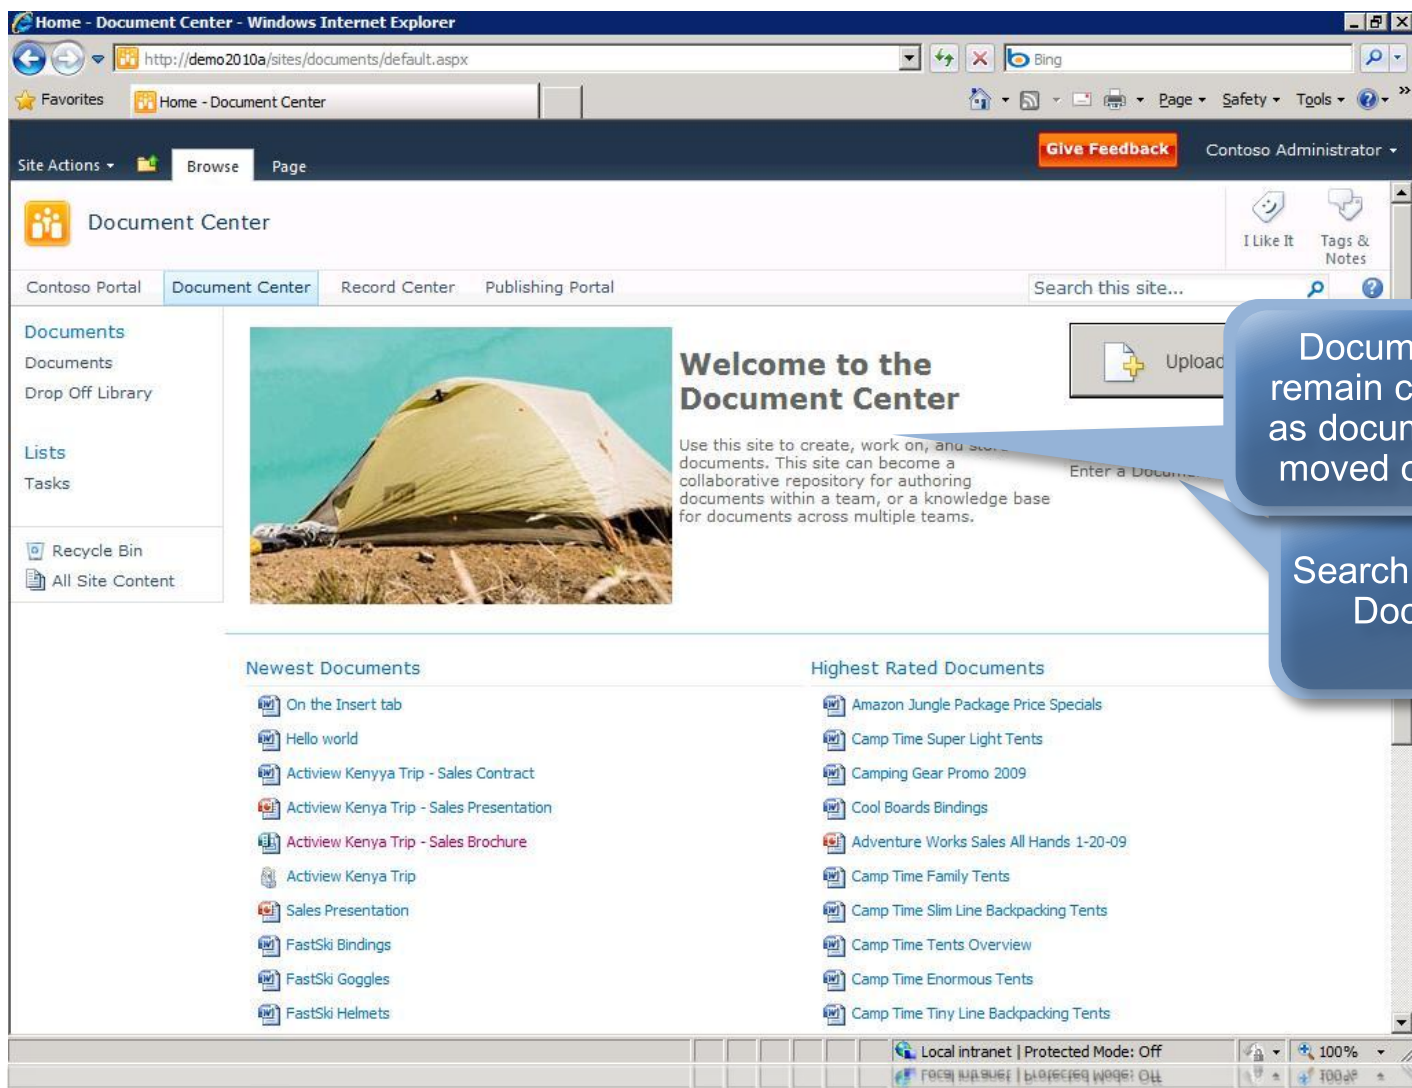 Home - Document Center - Windows Internet Explorer
http://demo2010a/sites/documents/default.aspx
Bing
Favorites
Home - Document Center
Page
Safety
Tools
»
Site Actions
Browse
Page
Give Feedback
Contoso Administrator
Document Center
I Like It
Tags &
Notes
Contoso Portal
Document Center
Record Center
Publishing Portal
Search this site...
Documents
Documents
Drop Off Library
Lists
Tasks
Recycle Bin
All Site Content
Welcome to the
Document Center
Use this site to create, work on, and
documents. This site can become a
collaborative repository for authoring
documents within a team, or a knowledge base
for documents across multiple teams.
Upload
Enter a
remain
as
moved
Search
Newest Documents
On the Insert tab
Hello world
Actiview Kenyya Trip - Sales Contract
Actiview Kenya Trip - Sales Presentation
Actiview Kenya Trip - Sales Brochure
Actiview Kenya Trip
Sales Presentation
FastSki Bindings
FastSki Goggles
FastSki Helmets
Highest Rated Documents
Amazon Jungle Package Price Specials
Camp Time Super Light Tents
Camping Gear Promo 2009
Cool Boards Bindings
Adventure Works Sales All Hands 1-20-09
Camp Time Family Tents
Camp Time Slim Line Backpacking Tents
Camp Time Tents Overview
Camp Time Enormous Tents
Camp Time Tiny Line Backpacking Tents
Local intranet | Protected Mode: Off
100%